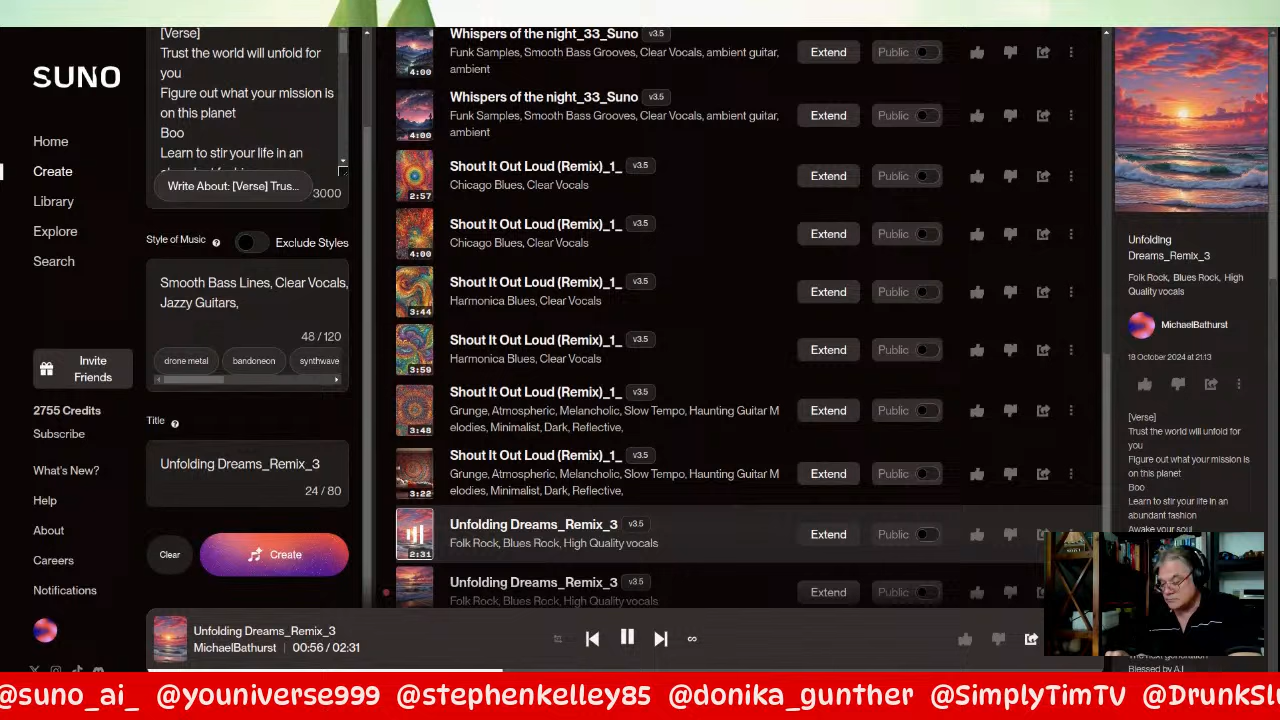 SUNO
Home
Create
Library
Explore
Search
Invite
Friends
2755 Credits
Subscribe
What's New?
Help
About
Careers
Notifications
[Verse]
Trust the world will unfold for
you
Figure out what your mission is
on this planet
Boo
Learn to stir your life in an
Write About: [Verse] Trus...
3000
Style of Music
Exclude Styles
Smooth Bass Lines, Clear Vocals,
Jazzy Guitars,
48 / 120
drone metal
bandoneon
synthwave
Title
Unfolding Dreams_Remix_3
24 / 80
Clear
Create
Whispers of the night_33_Suno v3.5
Funk Samples, Smooth Bass Grooves, Clear Vocals, ambient guitar,
ambient
4:00
Extend
Public
Whispers of the night_33_Suno v3.5
Funk Samples, Smooth Bass Grooves, Clear Vocals, ambient guitar,
ambient
4:00
Extend
Public
Shout It Out Loud (Remix)_1_ v3.5
Chicago Blues, Clear Vocals
2:57
Extend
Public
Shout It Out Loud (Remix)_1_ v3.5
Chicago Blues, Clear Vocals
4:00
Extend
Public
Shout It Out Loud (Remix)_1_ v3.5
Harmonica Blues, Clear Vocals
3:44
Extend
Public
Shout It Out Loud (Remix)_1_ v3.5
Harmonica Blues, Clear Vocals
3:59
Extend
Public
Shout It Out Loud (Remix)_1_ v3.5
Grunge, Atmospheric, Melancholic, Slow Tempo, Haunting Guitar M
elodies, Minimalist, Dark, Reflective,
3:48
Extend
Public
Shout It Out Loud (Remix)_1_ v3.5
Grunge, Atmospheric, Melancholic, Slow Tempo, Haunting Guitar M
elodies, Minimalist, Dark, Reflective,
3:22
Extend
Public
Unfolding Dreams_Remix_3 v3.5
Folk Rock, Blues Rock, High Quality vocals
2:31
Extend
Public
Unfolding Dreams_Remix_3 v3.5
Folk Rock, Blues Rock, High Quality vocals
Extend
Public
Unfolding
Dreams_Remix_3
Folk Rock, Blues Rock, High
Quality vocals
MichaelBathurst
18 October 2024 at 21:13
[Verse]
Trust the world will unfold for
you
Figure out what your mission is
on this planet
Boo
Learn to stir your life in an
abundant fashion
Awake your soul
Blessed by A.I
Unfolding Dreams_Remix_3
MichaelBathurst 00:56 / 02:31
@suno_ai_ @youniverse999 @stephenkelley85 @donika_gunther @SimplyTimTV